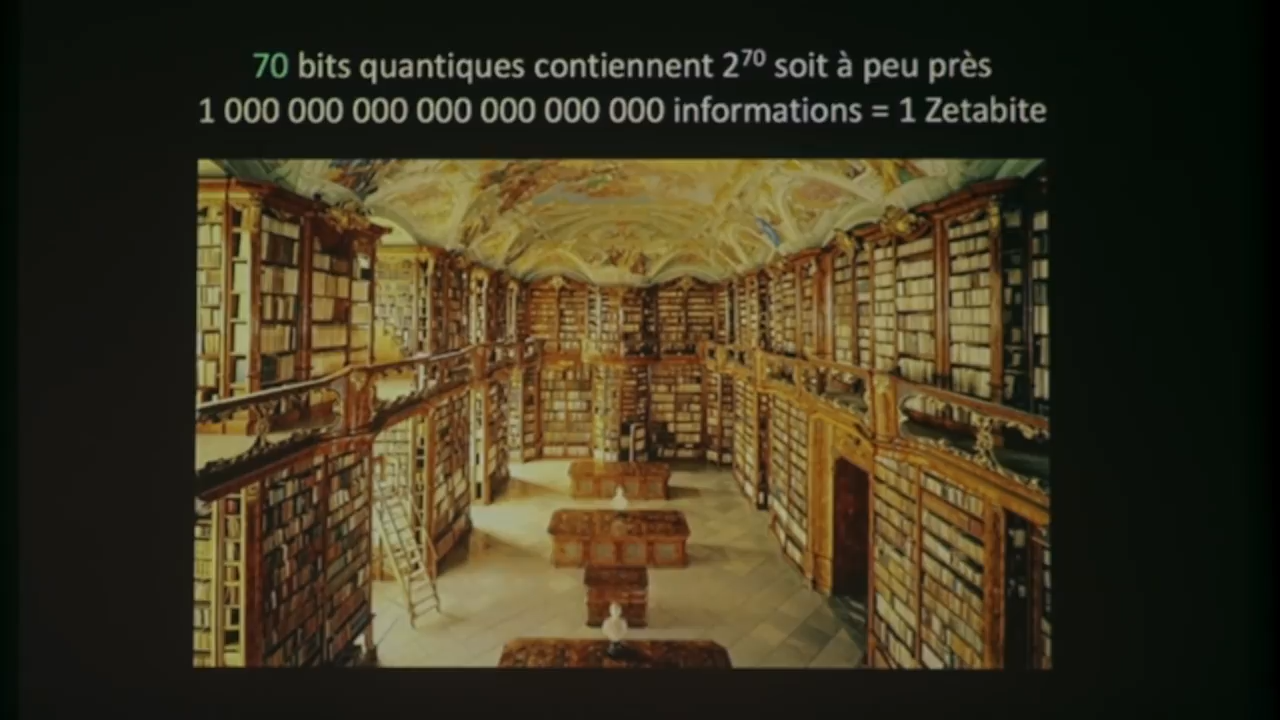 70 bits quantiques contiennent 2⁷⁰ soit à peu près
1 000 000 000 000 000 000 000 informations = 1 Zetabite